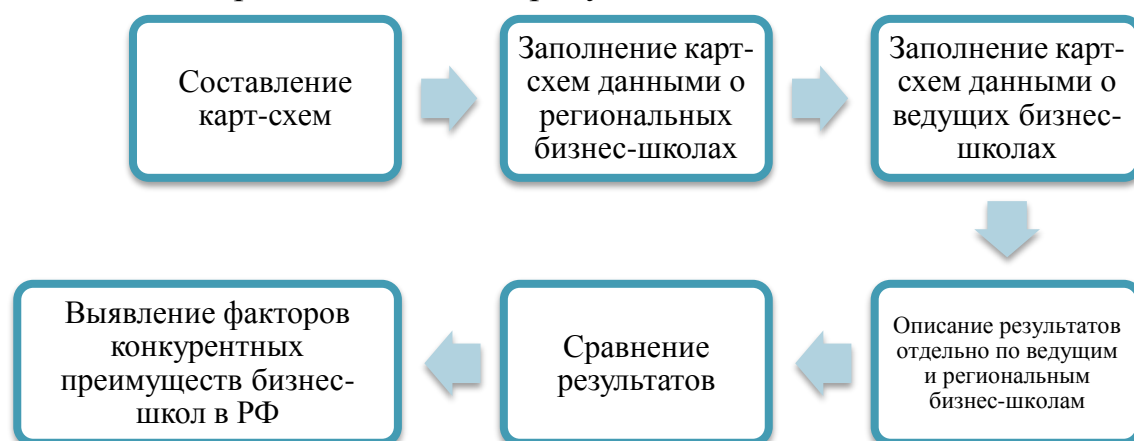 Составление
карт-схем
Заполнение карт-
схем данными о
региональных
бизнес-школах
Заполнение карт-
схем данными о
ведущих бизнес-
школах
Описание результатов
отдельно по ведущим
и региональным
бизнес-школам
Сравнение
результатов
Выявление факторов
конкурентных
преимуществ бизнес-
школ в РФ